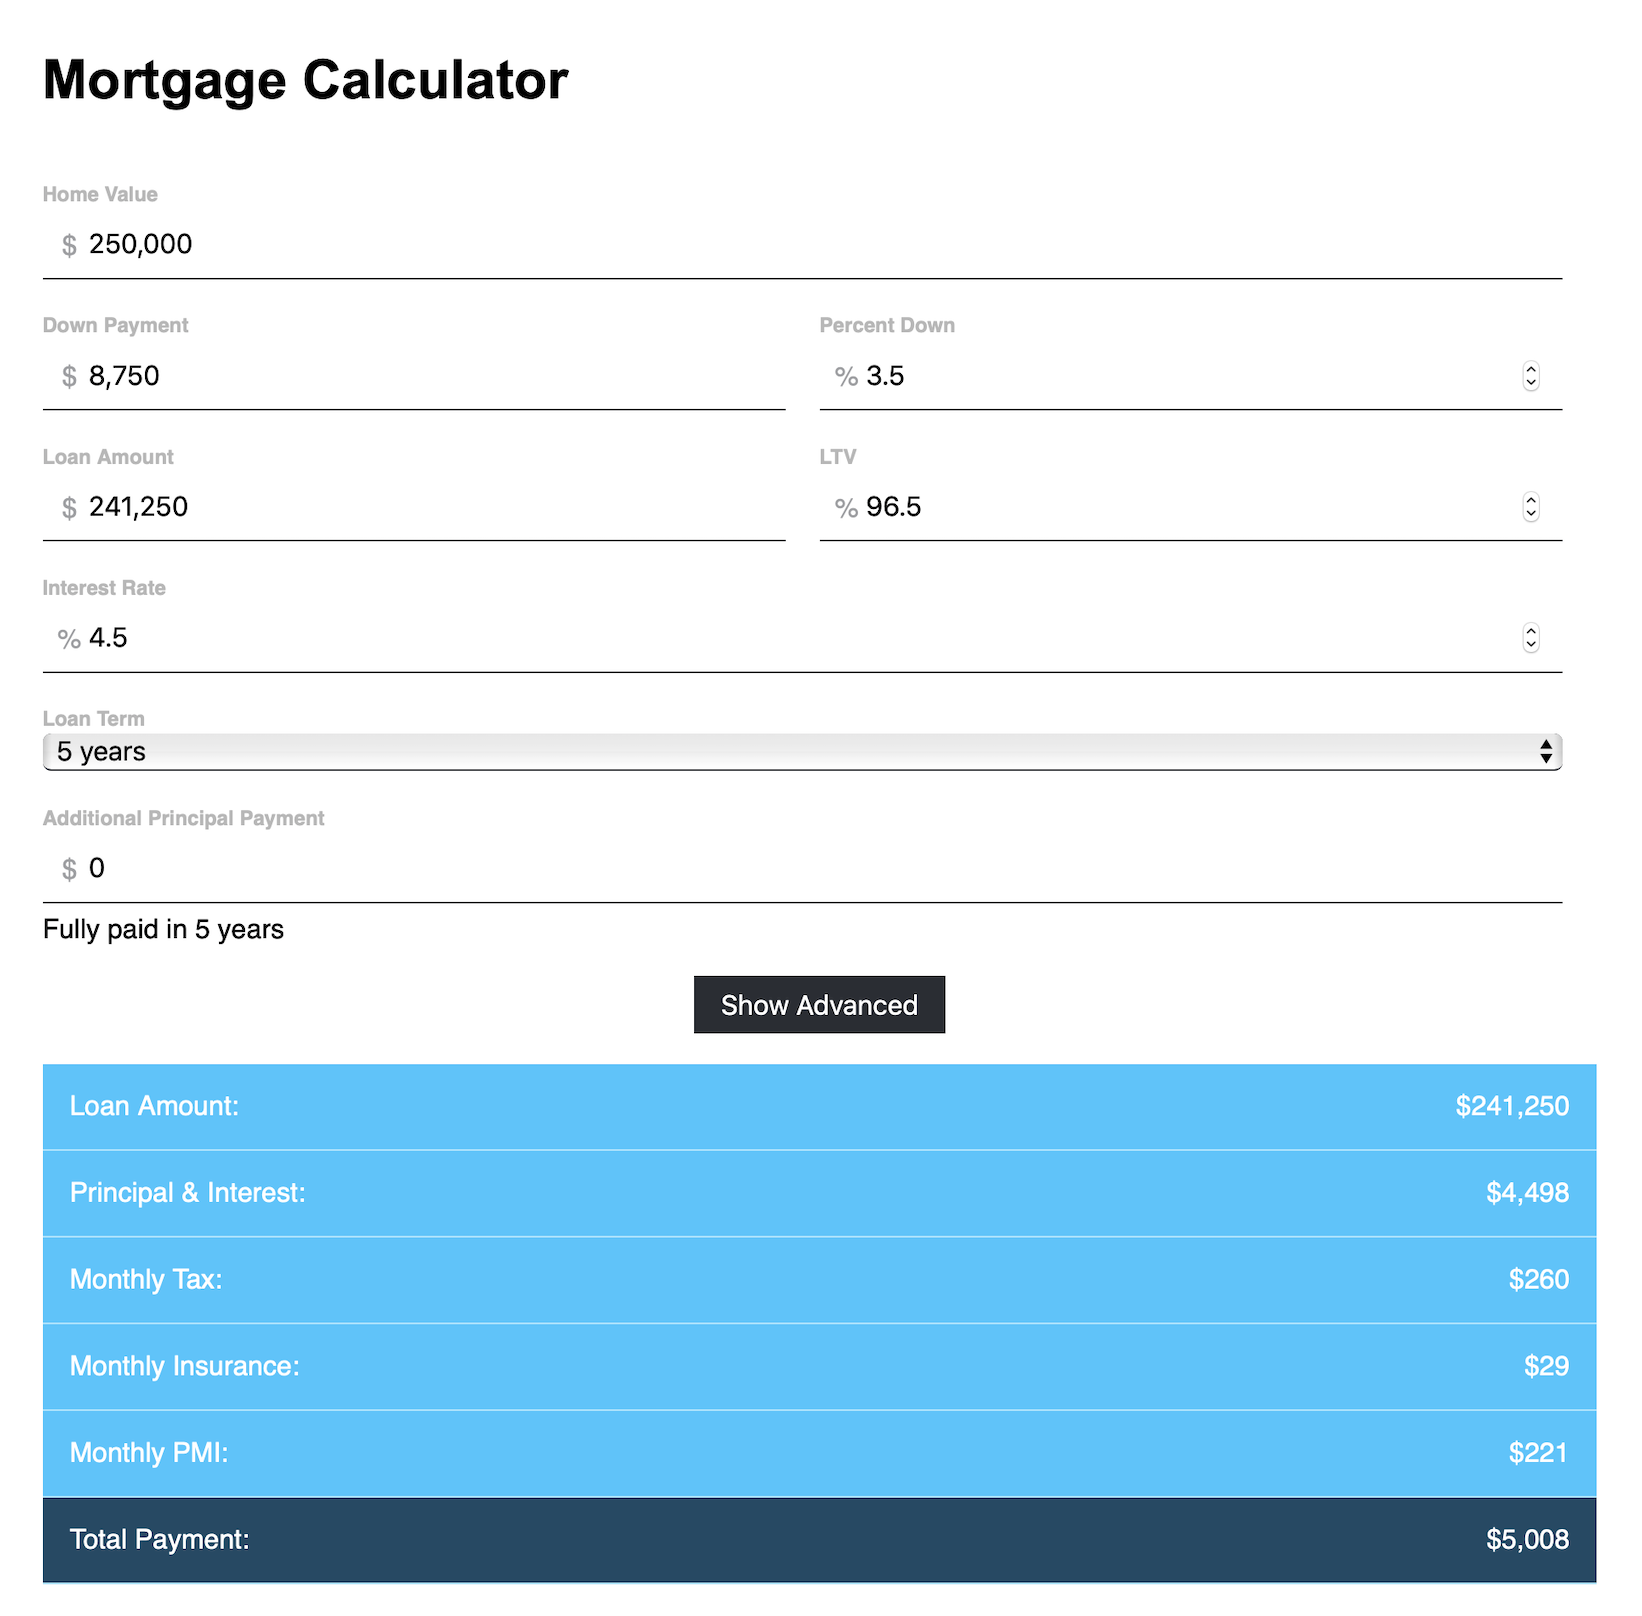 Mortgage Calculator
Home Value
$ 250,000
Down Payment
$ 8,750
Percent Down
% 3.5
Loan Amount
$ 241,250
LTV
% 96.5
Interest Rate
% 4.5
Loan Term
5 years
Additional Principal Payment
$ 0
Fully paid in 5 years
Show Advanced
Loan Amount: $241,250
Principal & Interest: $4,498
Monthly Tax: $260
Monthly Insurance: $29
Monthly PMI: $221
Total Payment: $5,008